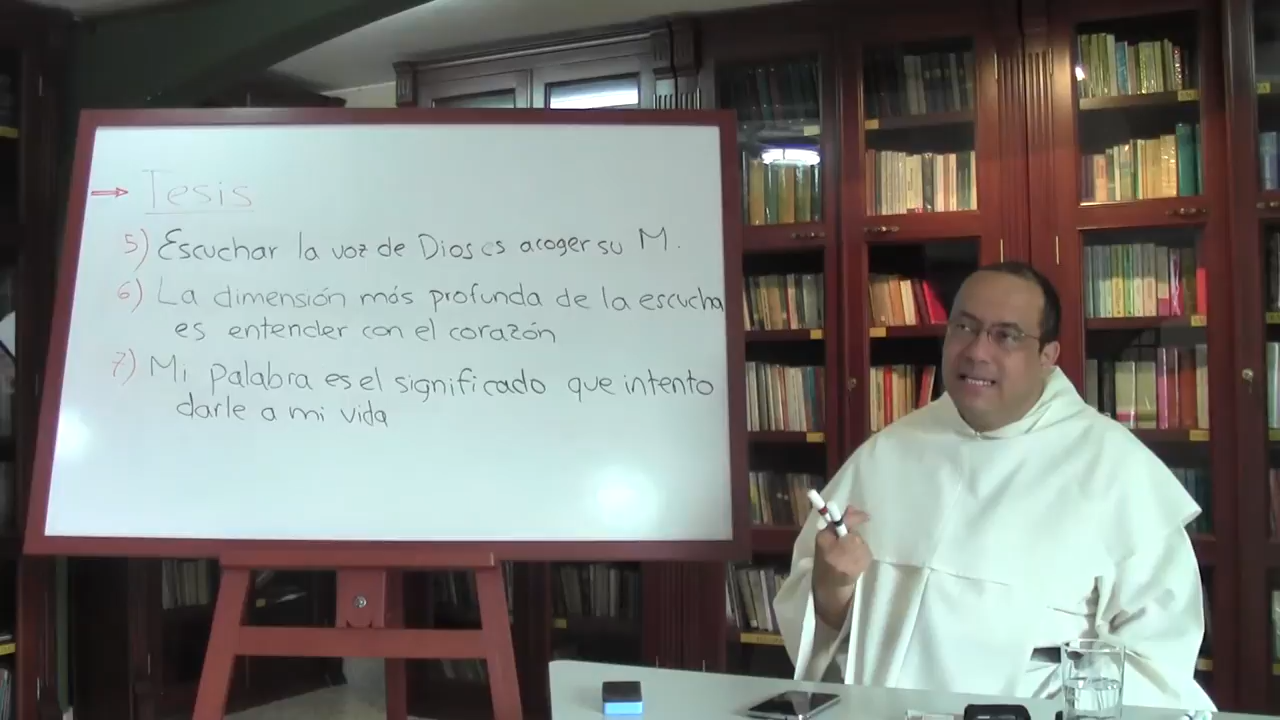 → Tesis
5) Escuchar la voz de Dios es acoger su M.
6) La dimensión más profunda de la escucha
es entender con el corazón
7) Mi palabra es el significado que intento
darle a mi vida